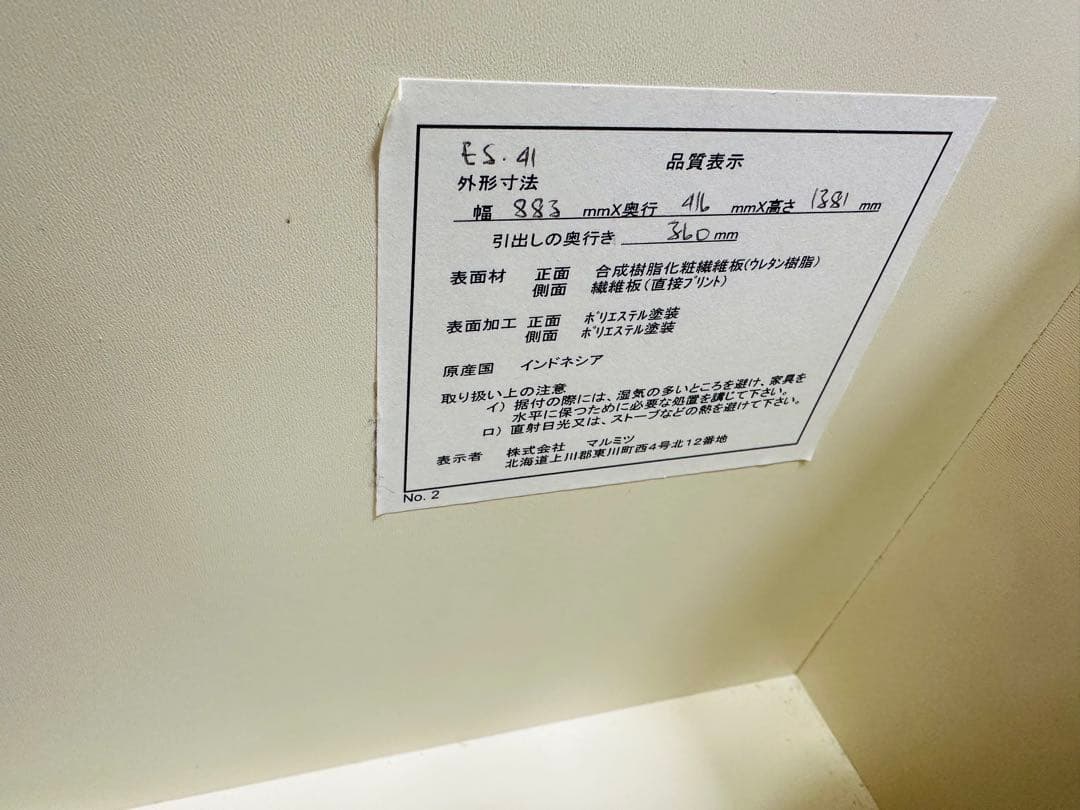 ES.41
品質表示
外形寸法
幅 883 mmX奥行 416 mmX高さ 1381 mm
引出しの奥行き 360 mm
表面材 正面 合成樹脂化粧繊維板(ウレタン樹脂)
側面 繊維板(直接プリント)
表面加工 正面 ポリエステル塗装
側面 ポリエステル塗装
原産国 インドネシア
取り扱い上の注意
イ) 据付の際には、湿気の多いところを避け、家具を
水平に保つために必要な処置を講じて下さい。
ロ) 直射日光又は、ストーブなどの熱を避けて下さい。
表示者 株式会社 マルミツ
北海道上川郡東川町西4号北12番地
No. 2